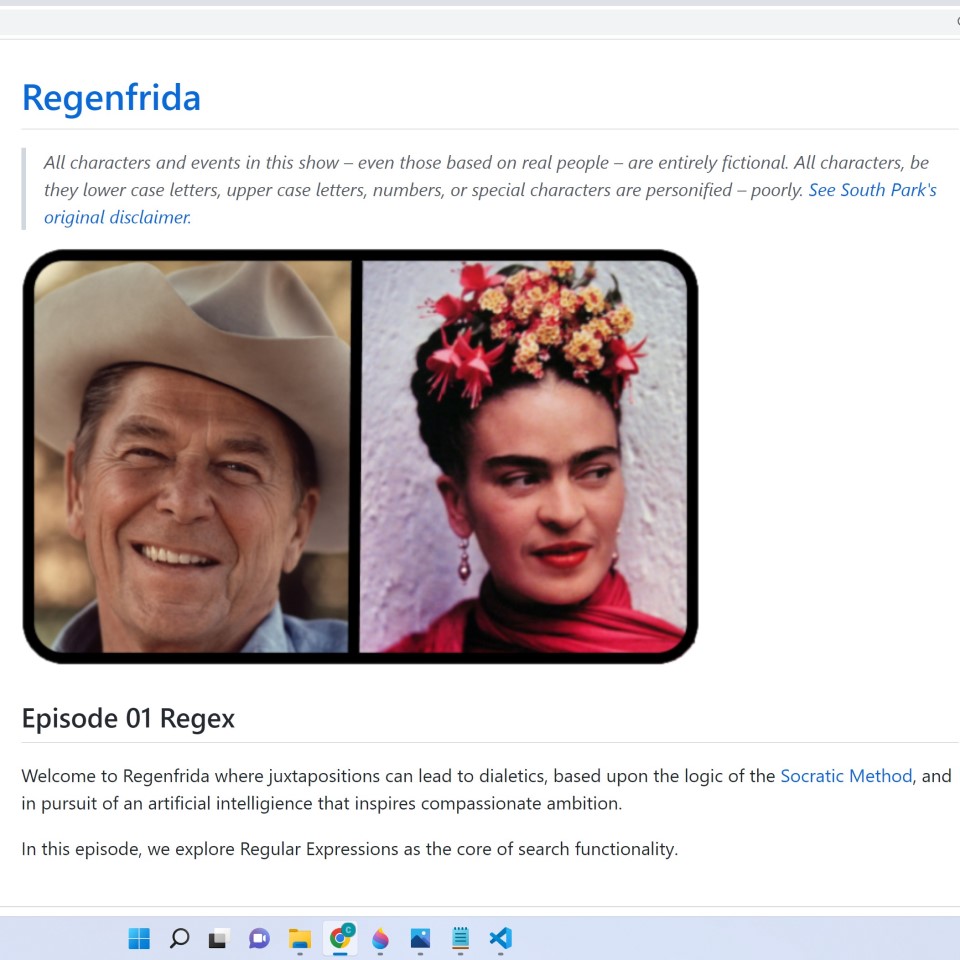 Regenfrida
All characters and events in this show – even those based on real people – are entirely fictional. All characters, be
they lower case letters, upper case letters, numbers, or special characters are personified – poorly. See South Park's
original disclaimer.
Episode 01 Regex
Welcome to Regenfrida where juxtapositions can lead to dialetics, based upon the logic of the Socratic Method, and
in pursuit of an artificial intelligience that inspires compassionate ambition.
In this episode, we explore Regular Expressions as the core of search functionality.
C